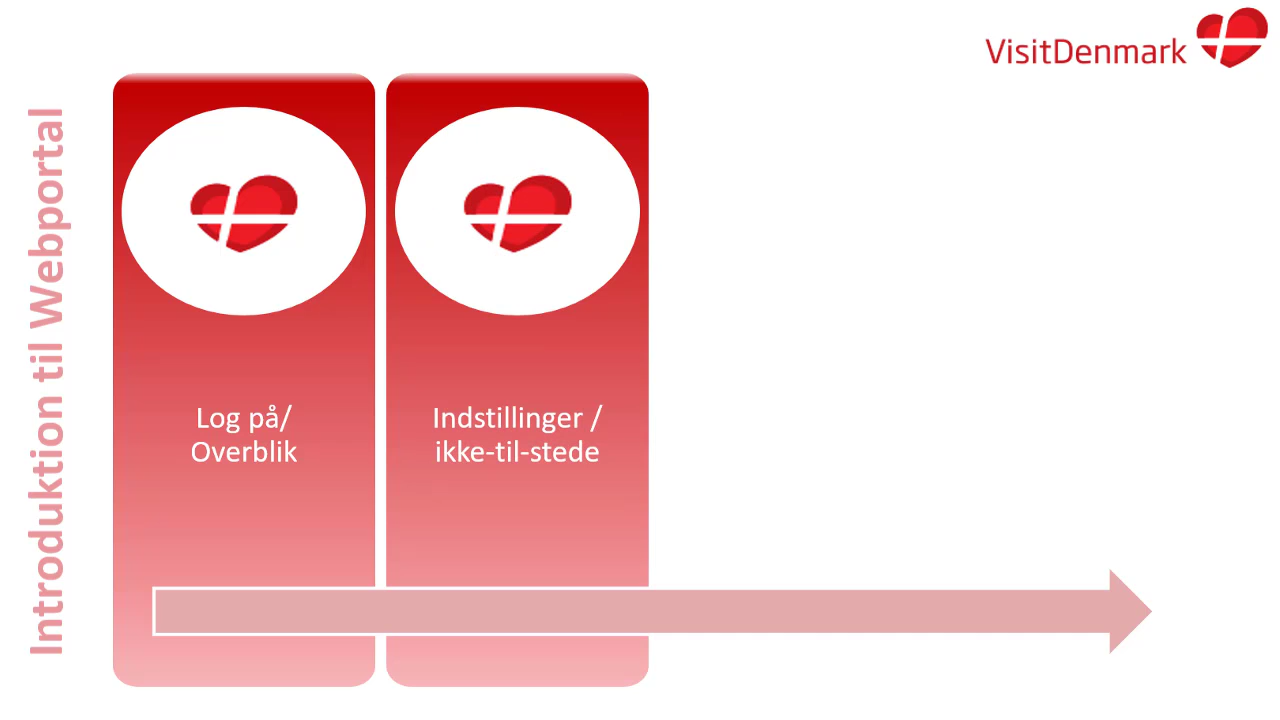 VisitDenmark
Introduktion til Webportal
Log på/
Overblik
Indstillinger /
ikke-til-stede